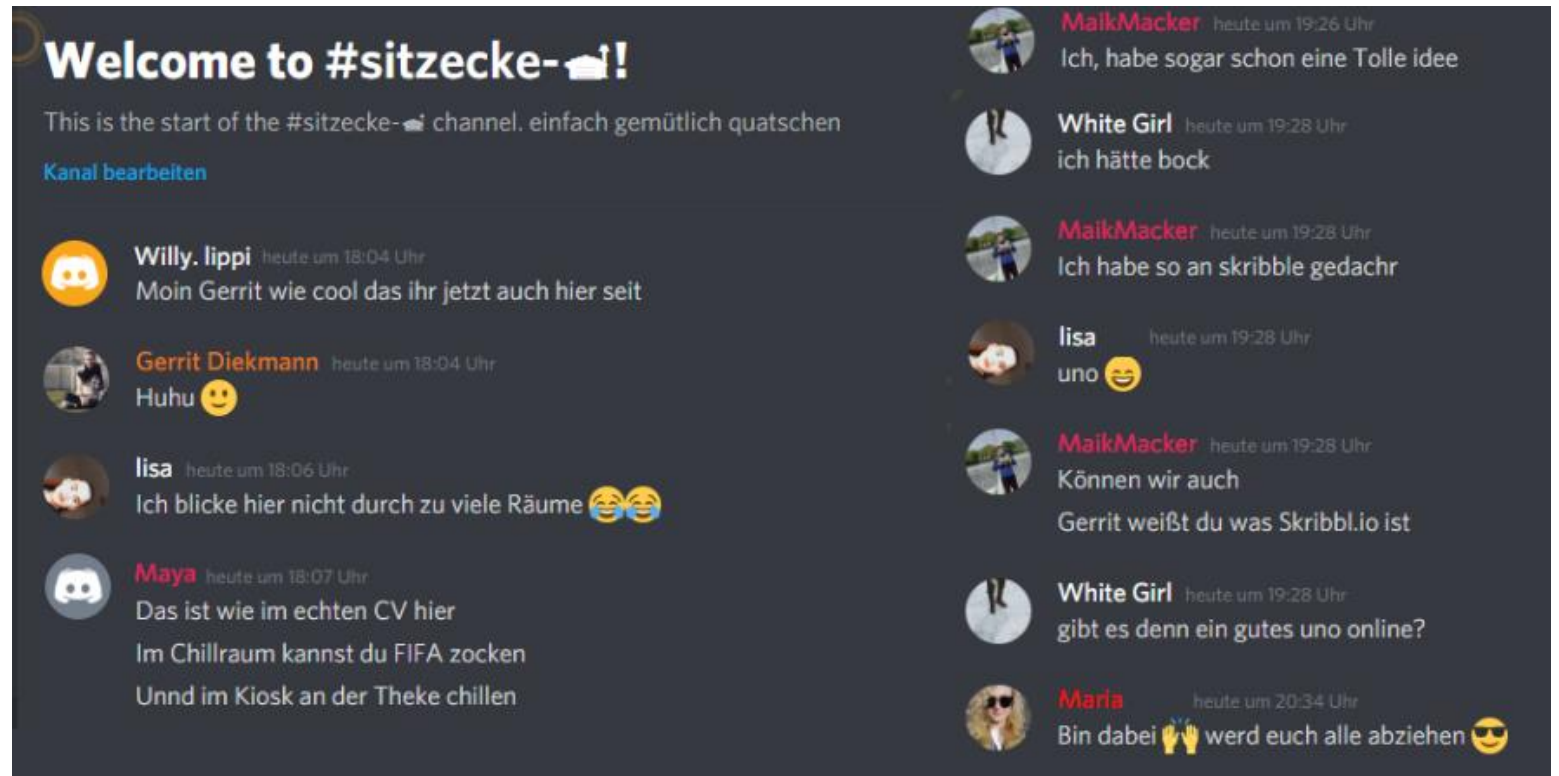 Welcome to #sitzecke-🛋!
This is the start of the #sitzecke-🛋 channel. einfach gemütlich quatschen
Kanal bearbeiten
Willy. lippi heute um 18:04 Uhr
Moin Gerrit wie cool das ihr jetzt auch hier seit
Gerrit Diekmann heute um 18:04 Uhr
Huhu 🙂
lisa heute um 18:06 Uhr
Ich blicke hier nicht durch zu viele Räume 😂😂
Maya heute um 18:07 Uhr
Das ist wie im echten CV hier
Im Chillraum kannst du FIFA zocken
Unnd im Kiosk an der Theke chillen
MaikMacker heute um 19:26 Uhr
Ich, habe sogar schon eine Tolle idee
White Girl heute um 19:28 Uhr
ich hätte bock
MaikMacker heute um 19:28 Uhr
Ich habe so an skribble gedachr
lisa heute um 19:28 Uhr
uno 😄
MaikMacker heute um 19:28 Uhr
Können wir auch
Gerrit weißt du was Skribbl.io ist
White Girl heute um 19:28 Uhr
gibt es denn ein gutes uno online?
Maria heute um 20:34 Uhr
Bin dabei 🙌 werd euch alle abziehen 😎